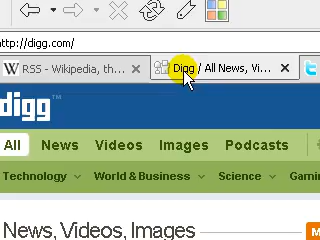 http://digg.com/
RSS - Wikipedia, th... Digg / All News, Vi...
digg™
All News Videos Images Podcasts
Technology World & Business Science Gami
News, Videos, Images M